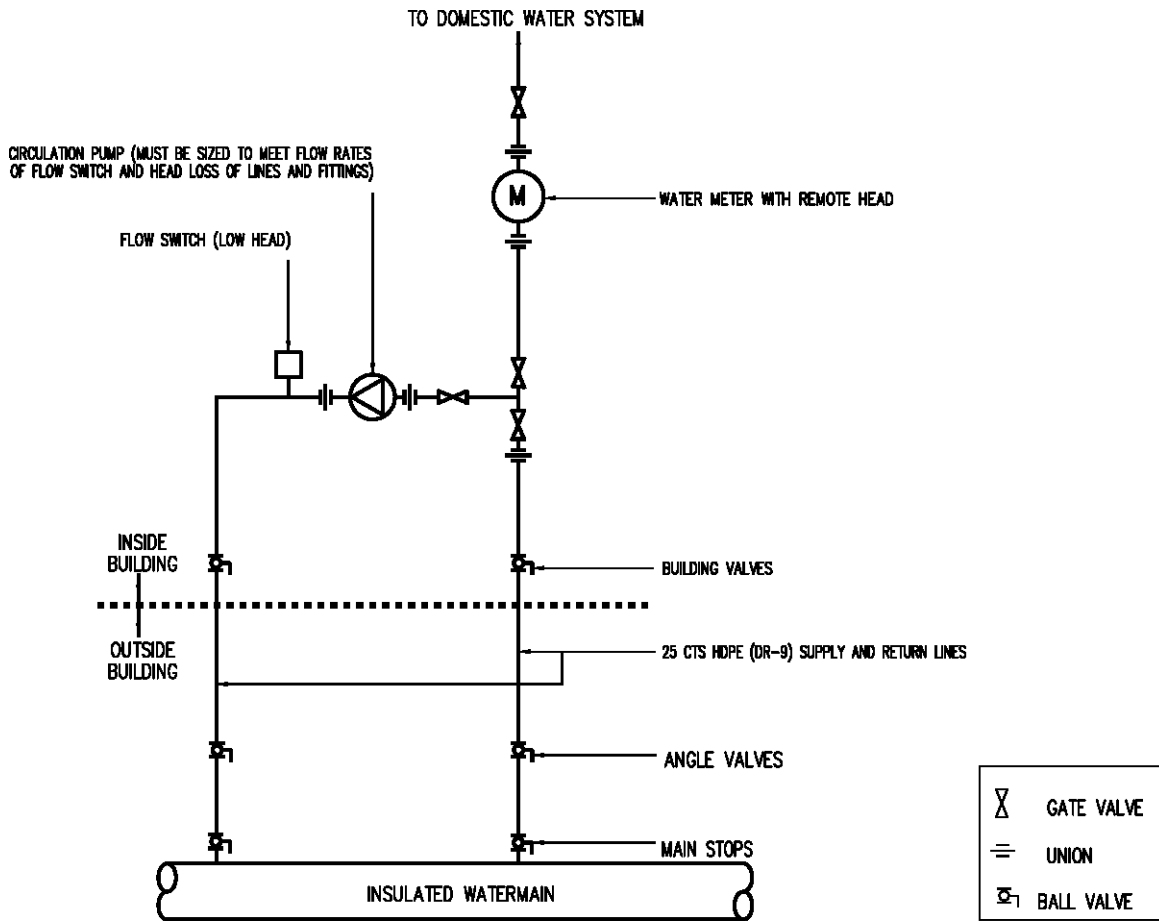 TO DOMESTIC WATER SYSTEM
CIRCULATION PUMP (MUST BE SIZED TO MEET FLOW RATES
OF FLOW SWITCH AND HEAD LOSS OF LINES AND FITTINGS)
M
WATER METER WITH REMOTE HEAD
FLOW SWITCH (LOW HEAD)
INSIDE
BUILDING
BUILDING VALVES
OUTSIDE
BUILDING
25 CTS HDPE (DR-9) SUPPLY AND RETURN LINES
ANGLE VALVES
MAIN STOPS
INSULATED WATERMAIN
GATE VALVE
UNION
BALL VALVE